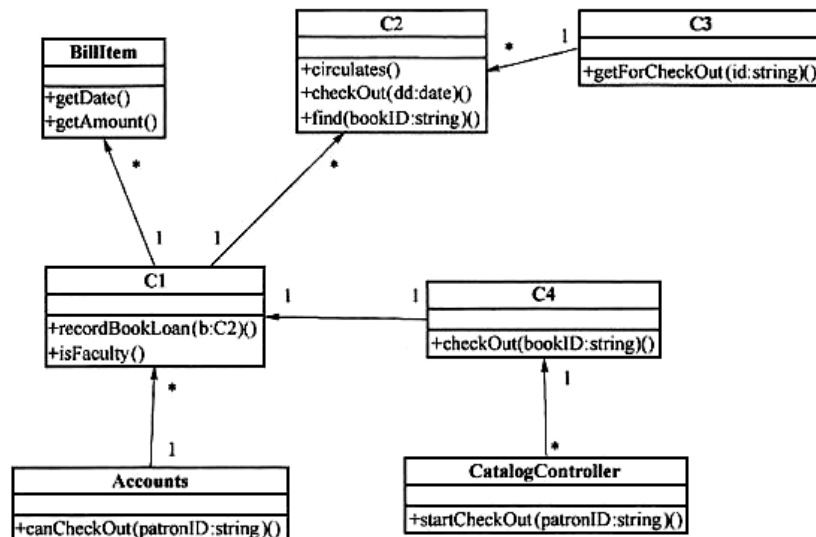 BillItem
+getDate()
+getAmount()
C2
+circulates()
+checkOut(dd:date)()
+find(bookID:string)()
C3
+getForCheckOut(id:string)()
*
1
*
*
1
1
C1
+recordBookLoan(b:C2)()
+isFaculty()
1
1
C4
+checkOut(bookID:string)()
*
1
1
*
Accounts
+canCheckOut(patronID:string)()
CatalogController
+startCheckOut(patronID:string)()